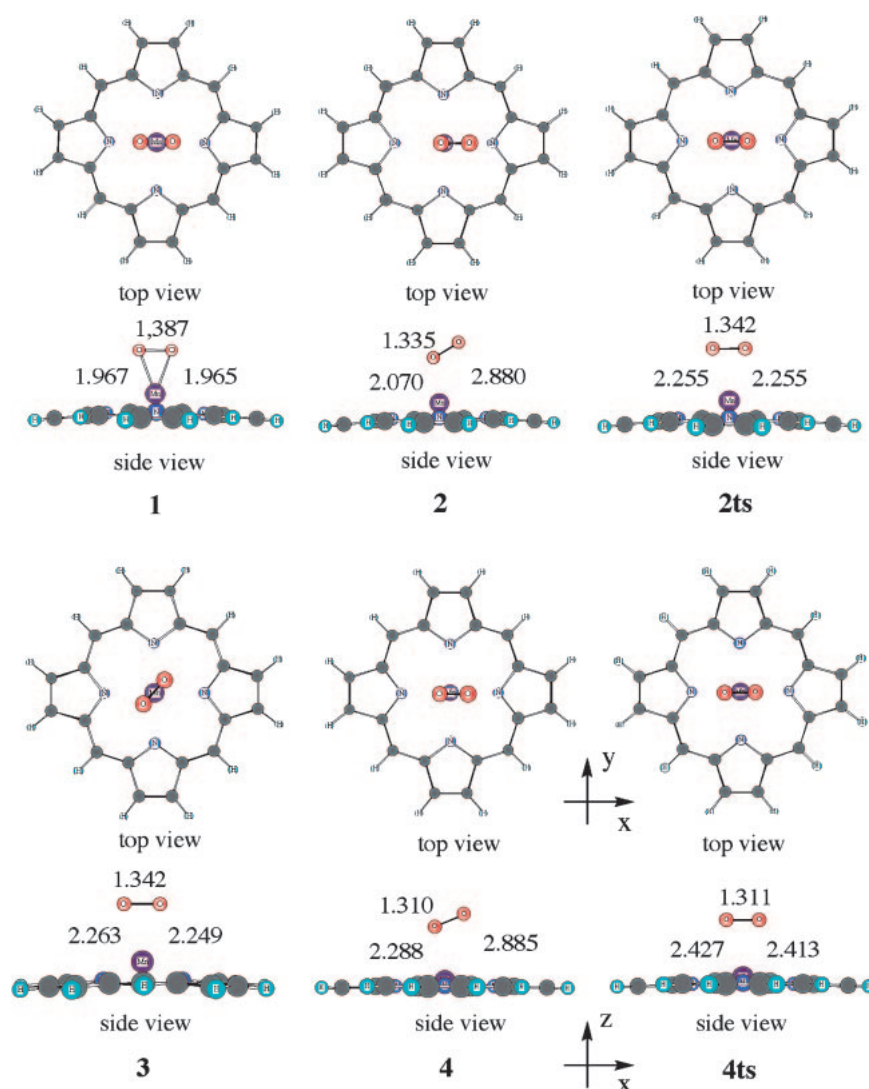 top view
top view
top view
1,387
1.335
1.342
1.967
1.965
2.070
2.880
2.255
2.255
side view
side view
side view
1
2
2ts
y
x
top view
top view
top view
1.342
1.310
1.311
2.263
2.249
2.288
2.885
2.427
2.413
side view
side view
side view
z
x
3
4
4ts